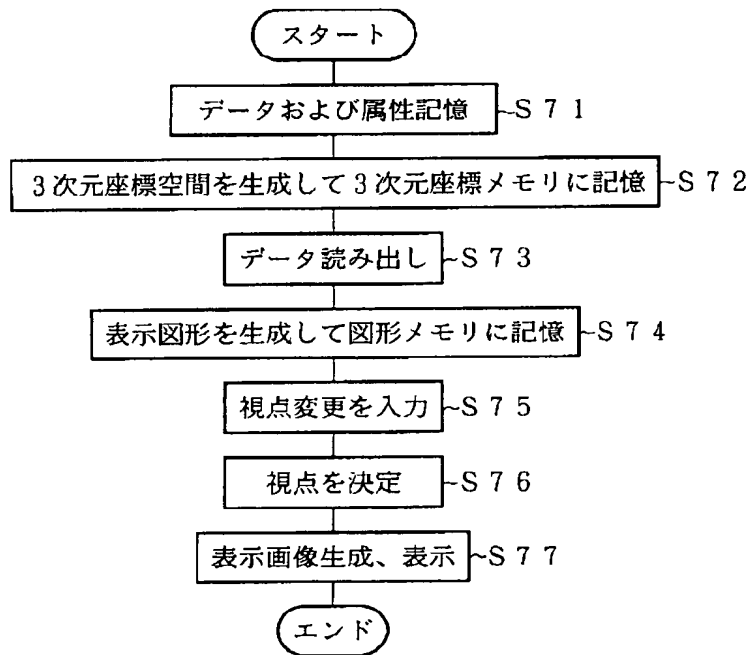 スタート
データおよび属性記憶 ~S71
3次元座標空間を生成して3次元座標メモリに記憶 ~S72
データ読み出し ~S73
表示図形を生成して図形メモリに記憶 ~S74
視点変更を入力 ~S75
視点を決定 ~S76
表示画像生成、表示 ~S77
エンド